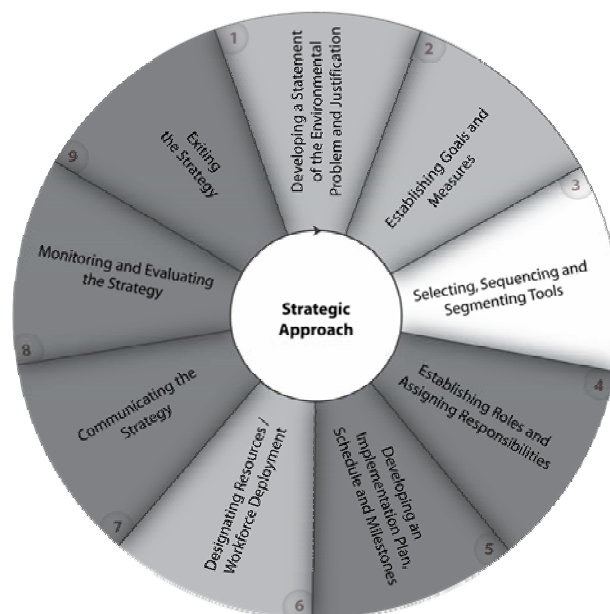 Strategic
Approach
1
Developing a Statement
of the Environmental
Problem and Justification
2
Establishing Goals and
Measures
3
Selecting, Sequencing and
Segmenting Tools
4
Establishing Roles and
Assigning Responsibilities
5
Developing an
Implementation Plan,
Schedule and Milestones
6
Designating Resources /
Workforce Deployment
7
Communicating the
Strategy
8
Monitoring and Evaluating
the Strategy
9
Exiting
the Strategy